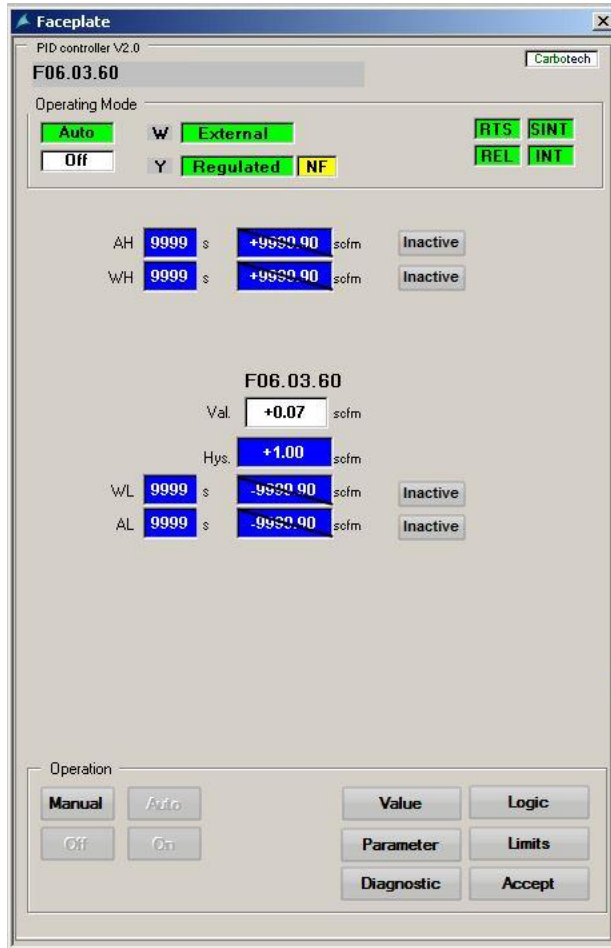 Faceplate
PID controller V2.0
Carbotech
F06.03.60
Operating Mode
Auto W External RTS SINT
Off Y Regulated NF REL INT
AH 9999 s +9999.90 scfm Inactive
WH 9999 s +9999.90 scfm Inactive
F06.03.60
Val. +0.07 scfm
Hys. +1.00 scfm
WL 9999 s -9999.90 scfm Inactive
AL 9999 s -9999.90 scfm Inactive
Operation
Manual Auto Value Logic
Off On Parameter Limits
Diagnostic Accept